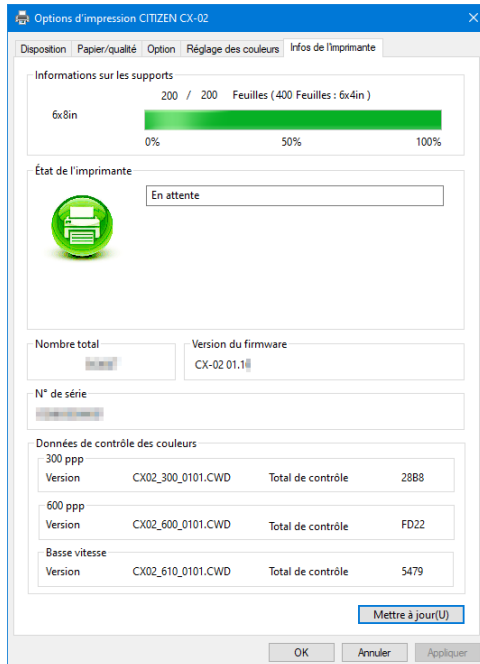 Options d'impression CITIZEN CX-02
Disposition Papier/qualité Option Réglage des couleurs Infos de l'imprimante
Informations sur les supports
200 / 200 Feuilles ( 400 Feuilles : 6x4in )
6x8in
0% 50% 100%
État de l'imprimante
En attente
Nombre total Version du firmware
CX-02 01.1
N° de série
Données de contrôle des couleurs
300 ppp
Version CX02_300_0101.CWD Total de contrôle 28B8
600 ppp
Version CX02_600_0101.CWD Total de contrôle FD22
Basse vitesse
Version CX02_610_0101.CWD Total de contrôle 5479
Mettre à jour(U)
OK Annuler Appliquer